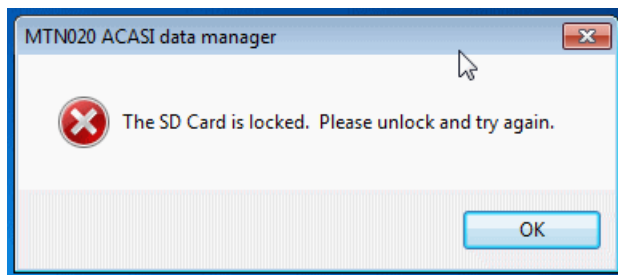 MTN020 ACASI data manager
The SD Card is locked.  Please unlock and try again.
OK